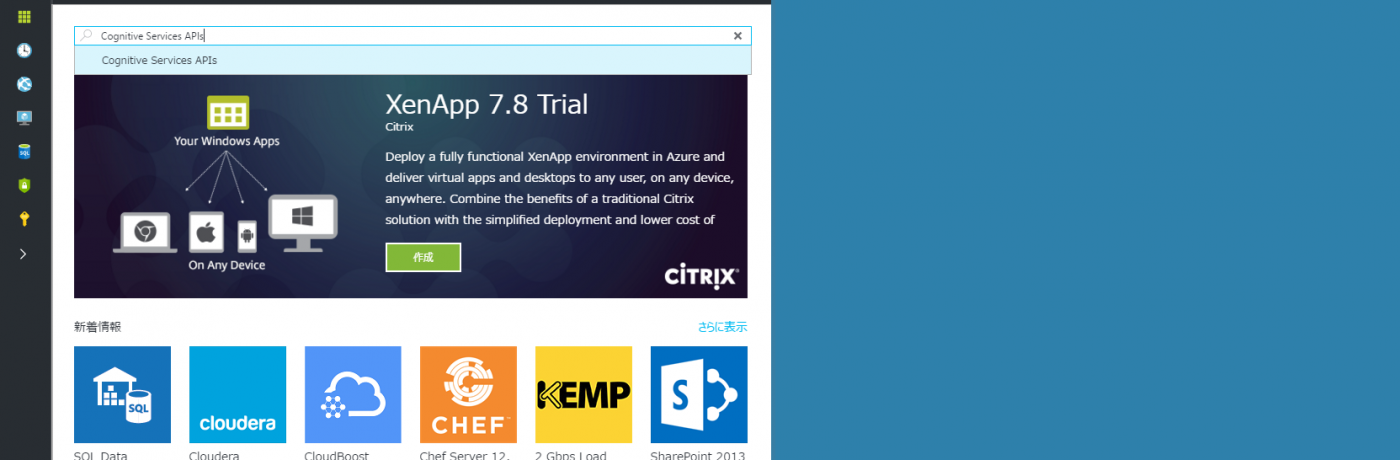 Cognitive Services APIs
Cognitive Services APIs
XenApp 7.8 Trial
Citrix
Your Windows Apps
Deploy a fully functional XenApp environment in Azure and
deliver virtual apps and desktops to any user, on any device,
anywhere. Combine the benefits of a traditional Citrix
solution with the simplified deployment and lower cost of
On Any Device
作成
CITRIX
新着情報
さらに表示
SQL
cloudera
CHEF
KEMP
S
SQL Data
Cloudera
CloudBoost
Chef Server 12.
2 Gbps Load
SharePoint 2013
SQL